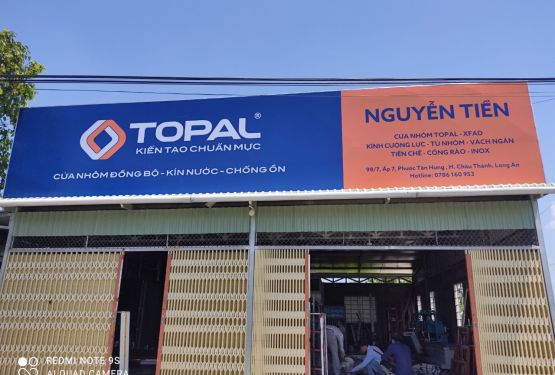 TOPAL®
KIẾN TẠO CHUẨN MỰC
CỬA NHÔM ĐỒNG BỘ - KÍN NƯỚC - CHỐNG ỒN
NGUYỄN TIẾN
CỬA NHÔM TOPAL - XFAD
KÍNH CƯỜNG LỰC - TỦ NHÔM - VÁCH NGĂN
TIỀN CHẾ - CỔNG RÀO - INOX
98/7, Ấp 7, Phước Tân Hưng, H. Châu Thành, Long An
Hotline: 0786 160 953
REDMI NOTE 9S
AI QUAD CAMERA